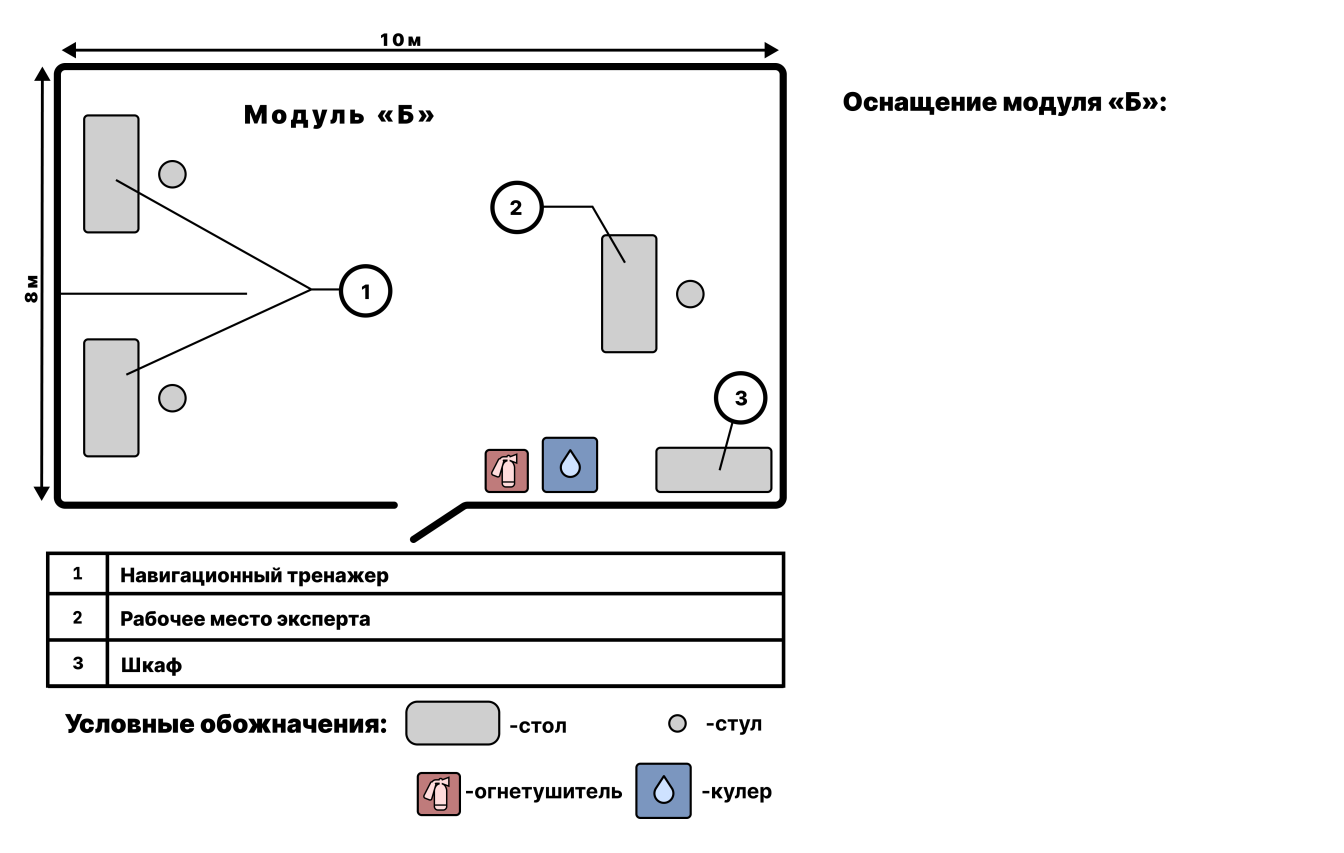 10м
Модуль «Б»
Оснащение модуля «Б»:
8м
1
2
3
1 Навигационный тренажер
2 Рабочее место эксперта
3 Шкаф
Условные обожначения: -стол -стул
-огнетушитель -кулер